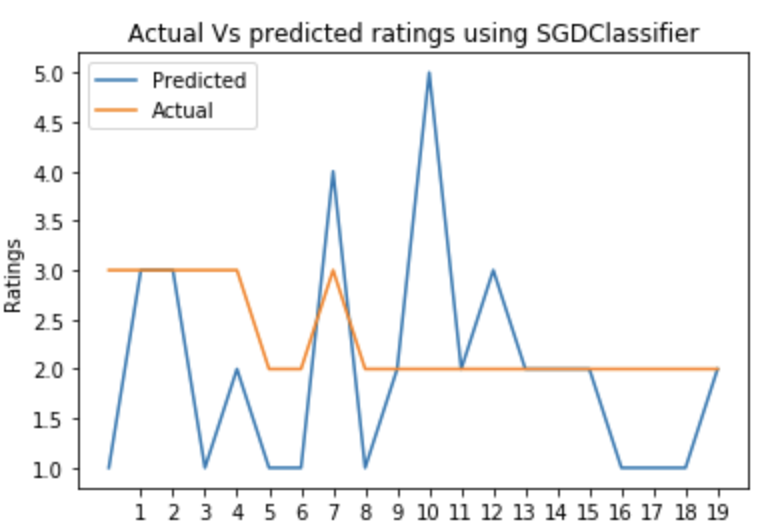 Actual Vs predicted ratings using SGDClassifier
Predicted
Actual
Ratings
5.0
4.5
4.0
3.5
3.0
2.5
2.0
1.5
1.0
1 2 3 4 5 6 7 8 9 10 11 12 13 14 15 16 17 18 19